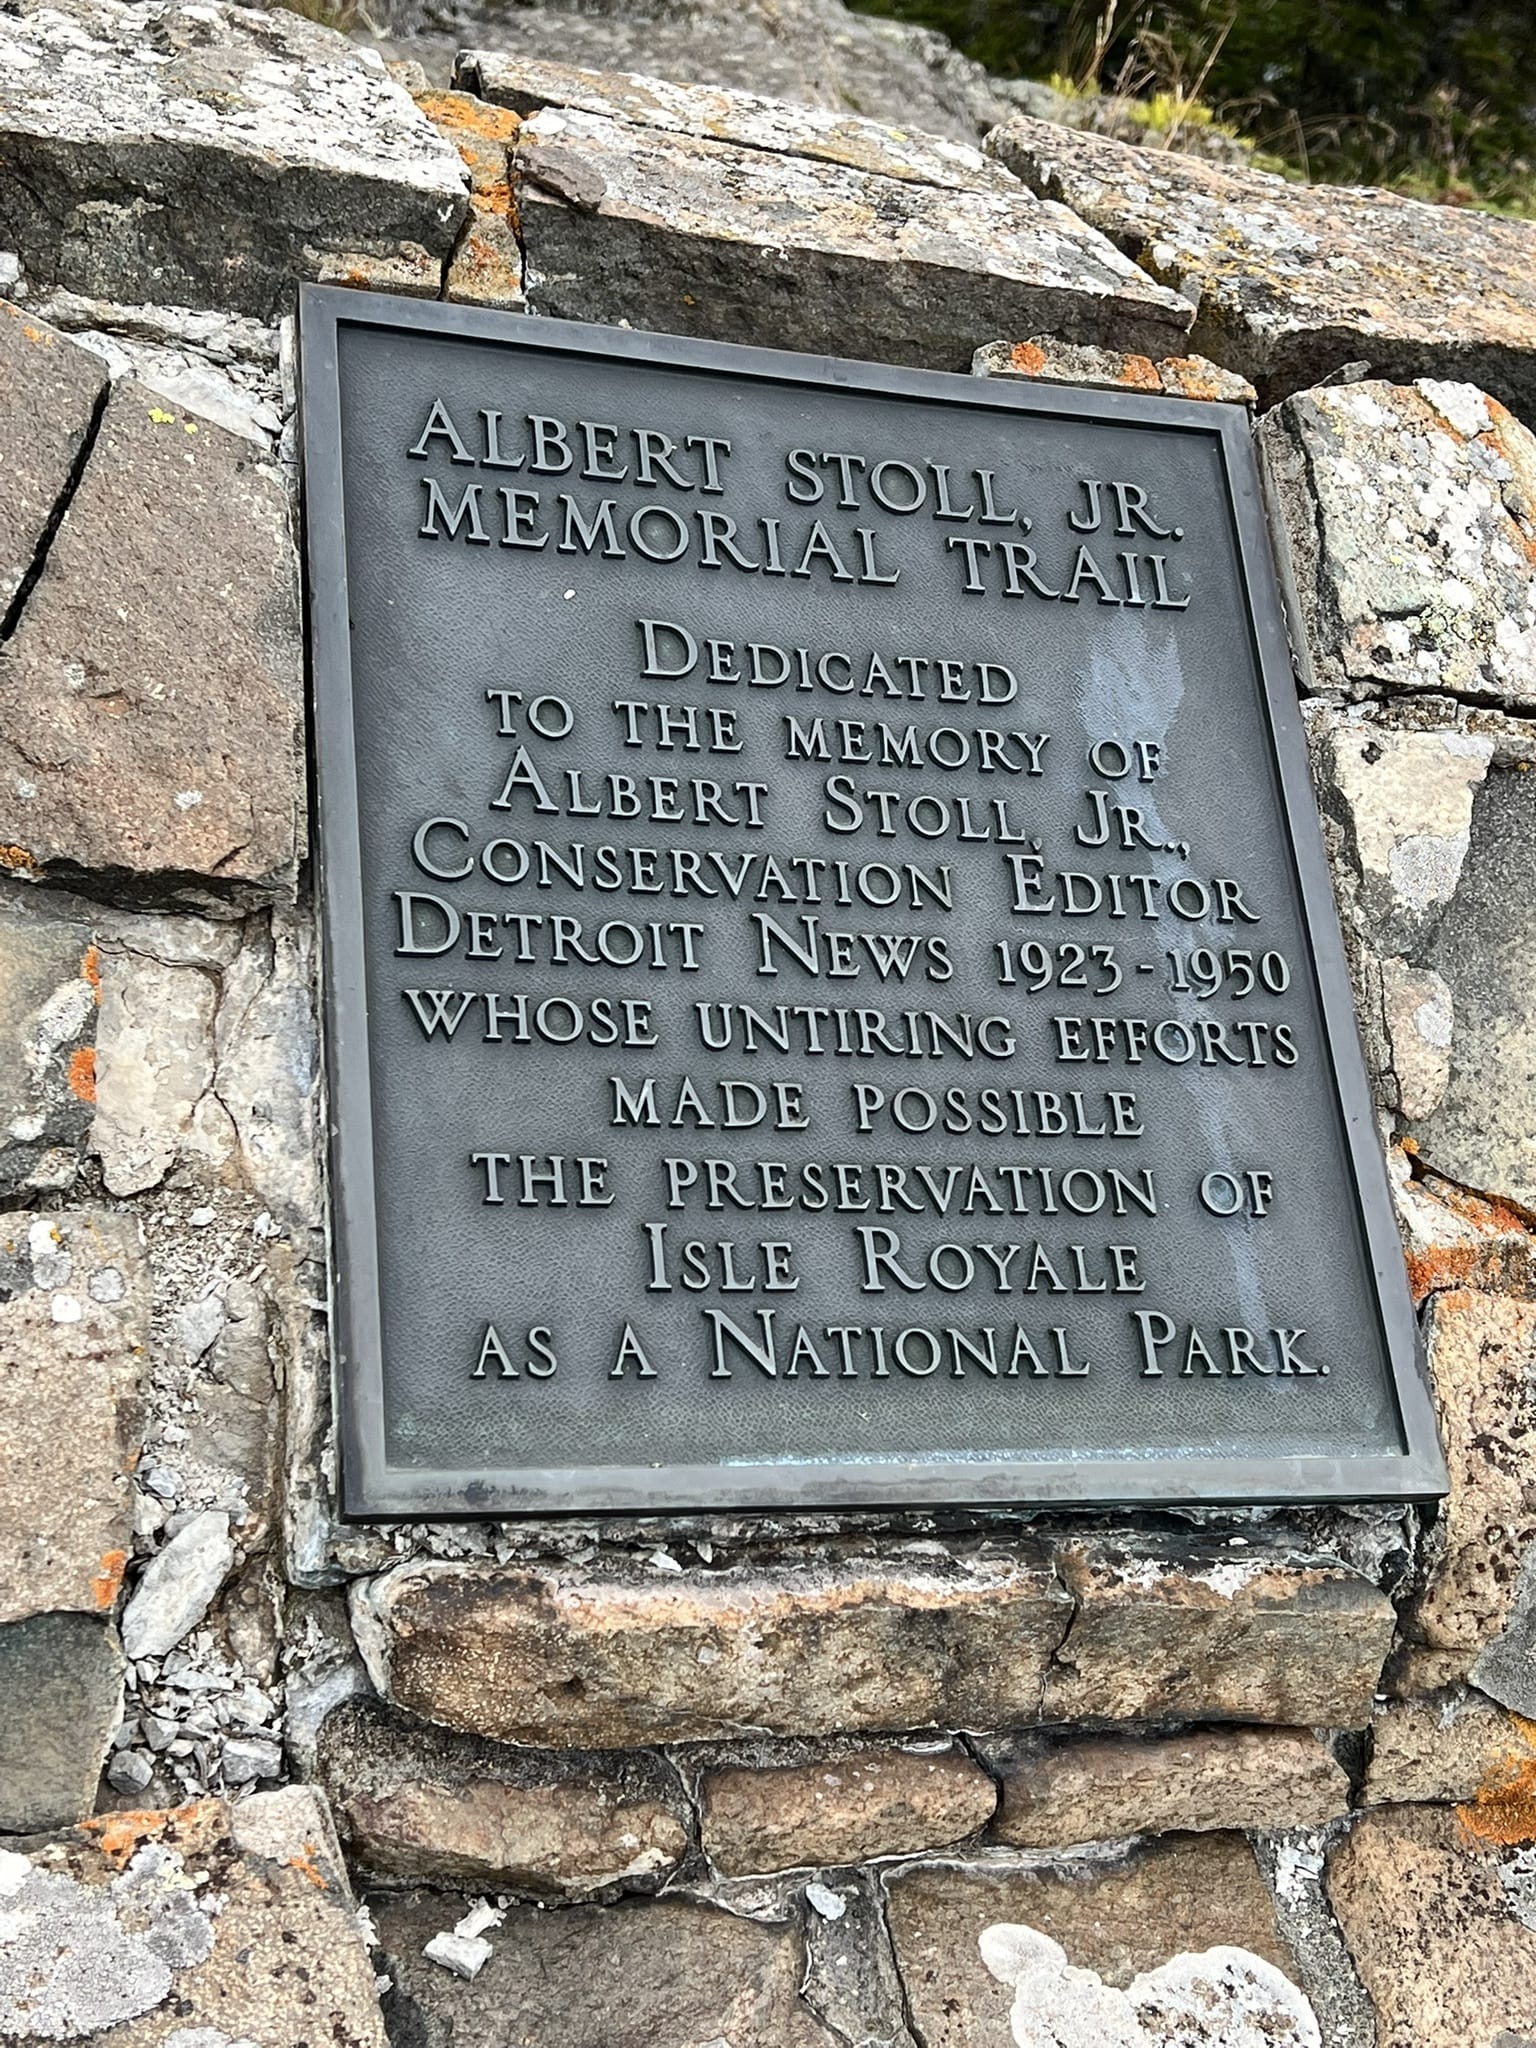 ALBERT STOLL, JR.
MEMORIAL TRAIL
DEDICATED
TO THE MEMORY OF
ALBERT STOLL, JR.,
CONSERVATION EDITOR
DETROIT NEWS 1923-1950
WHOSE UNTIRING EFFORTS
MADE POSSIBLE
THE PRESERVATION OF
ISLE ROYALE
AS A NATIONAL PARK.